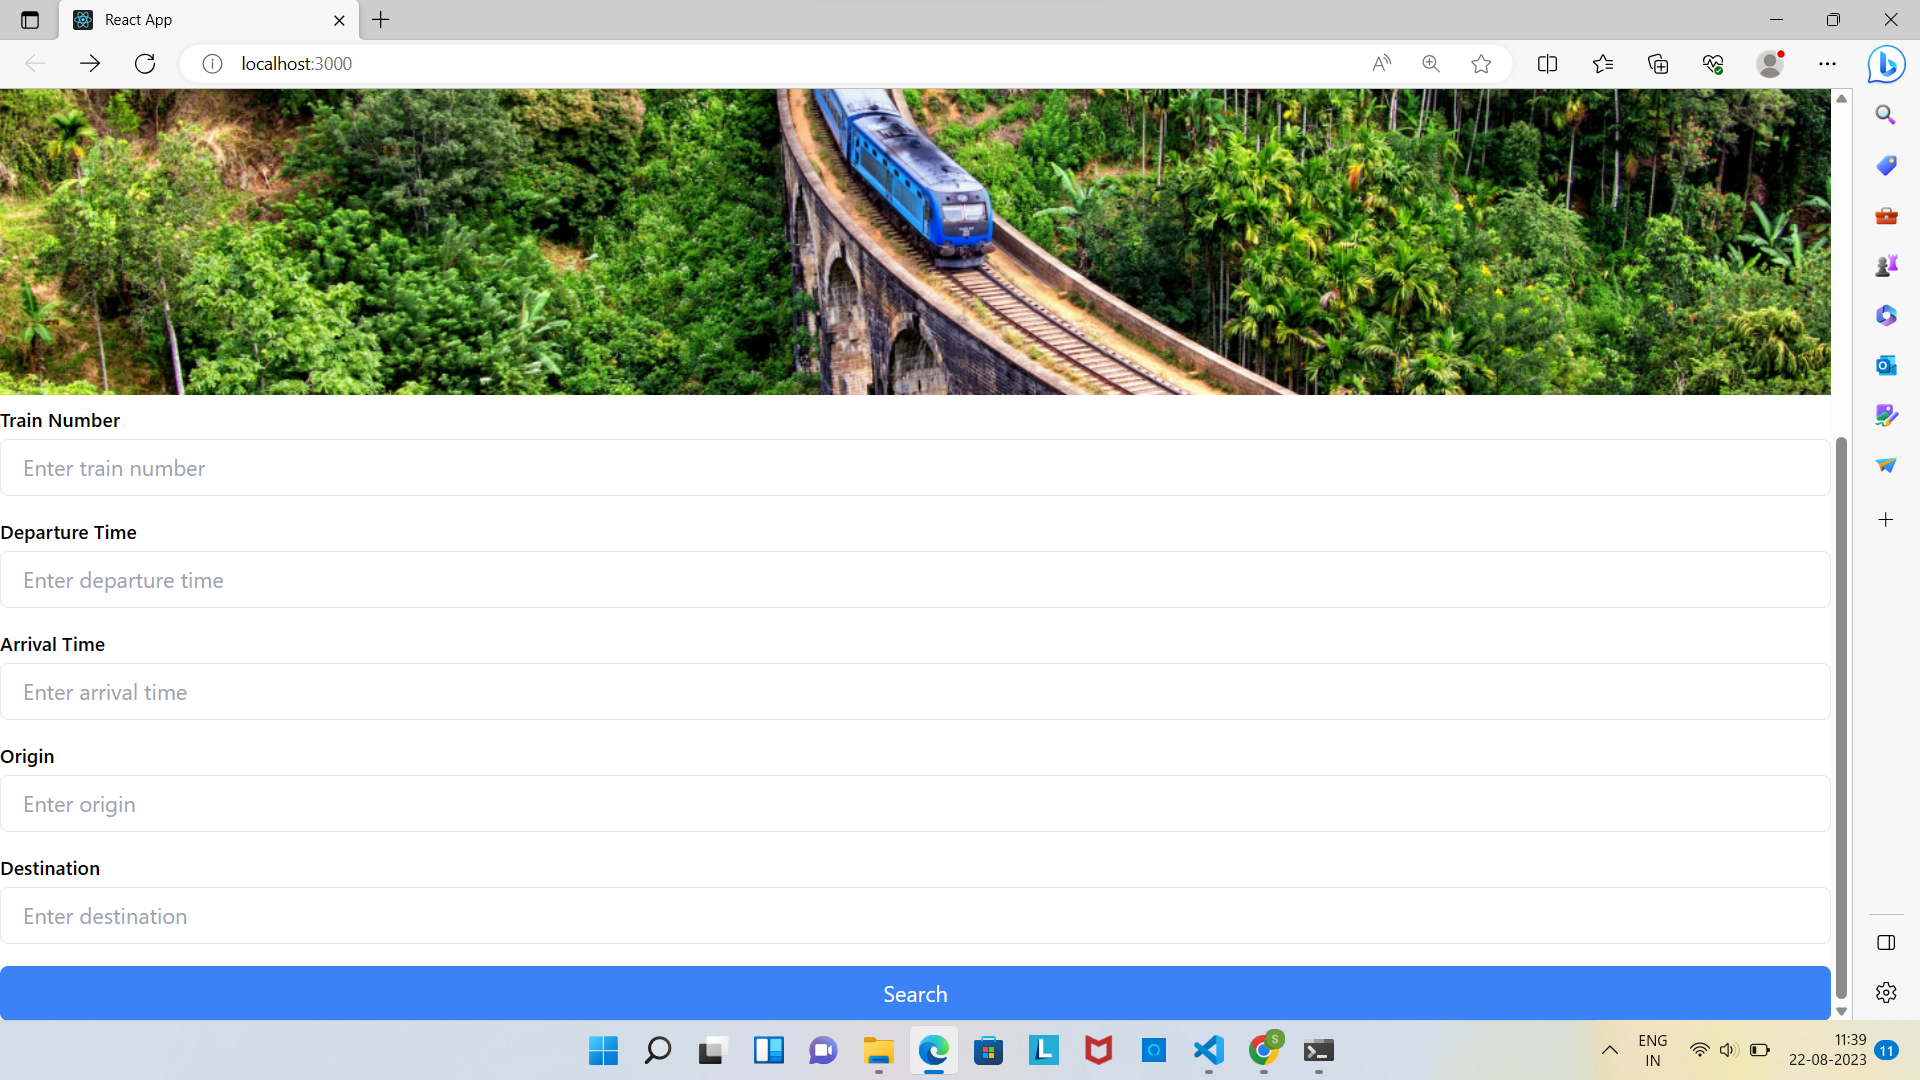 React App
localhost:3000
Train Number
Enter train number
Departure Time
Enter departure time
Arrival Time
Enter arrival time
Origin
Enter origin
Destination
Enter destination
Search
ENG
IN
11:39
22-08-2023
11